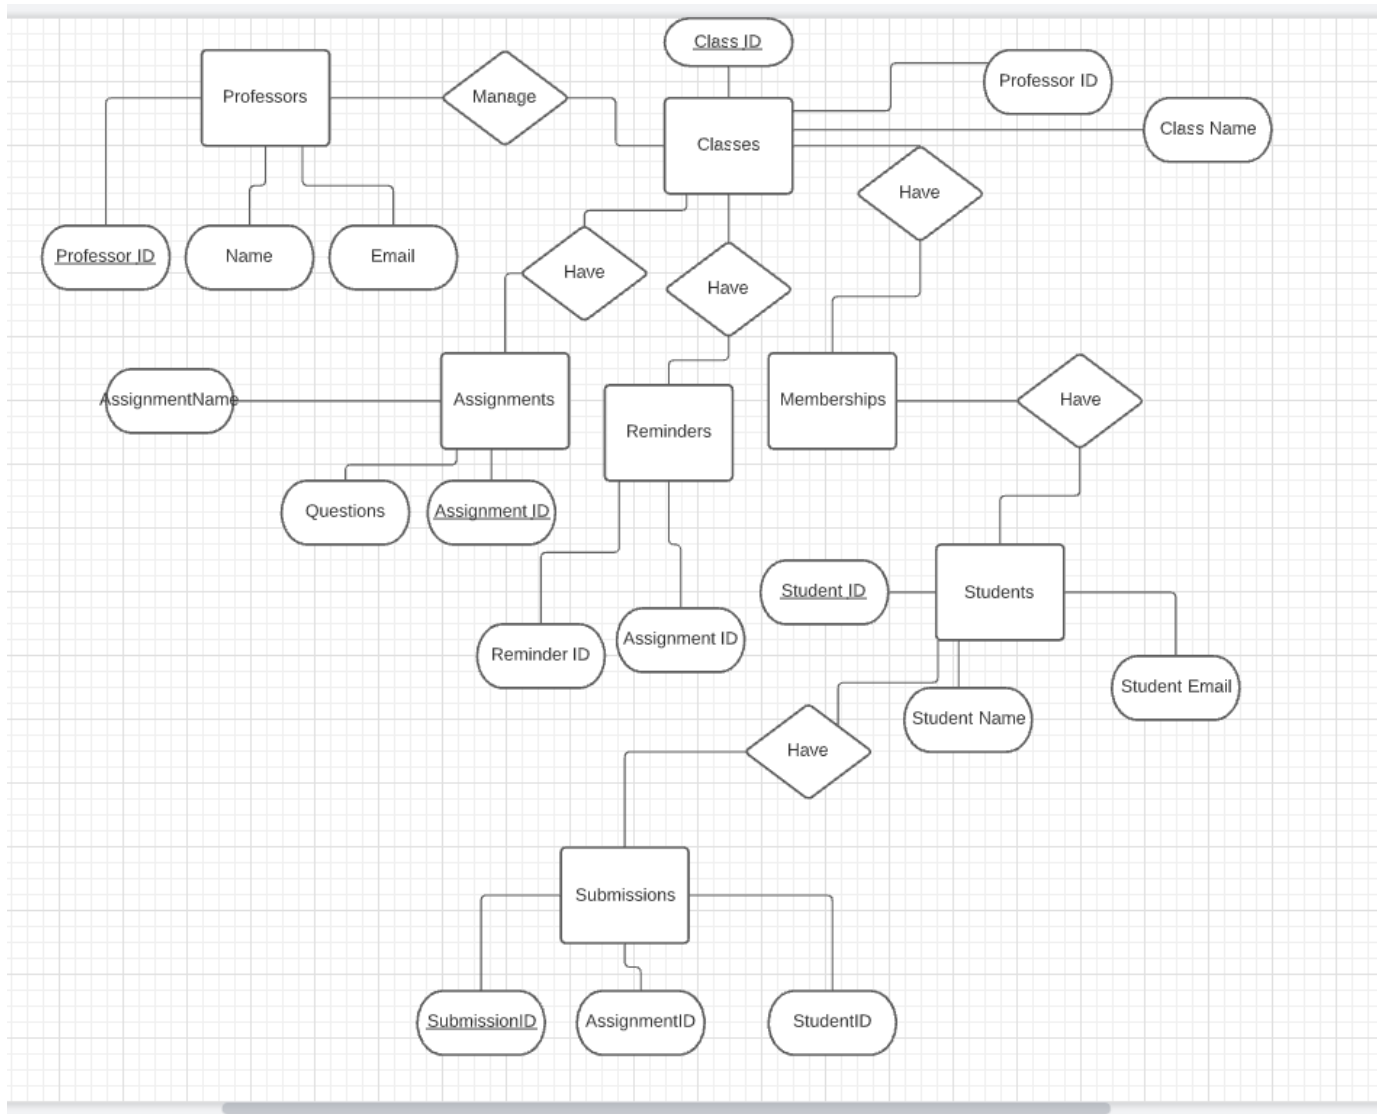 Class ID
Professor ID
Professors
Manage
Class Name
Classes
Have
Professor ID
Name
Email
Have
Have
AssignmentName
Assignments
Memberships
Have
Reminders
Questions
Assignment ID
Student ID
Students
Reminder ID
Assignment ID
Student Email
Student Name
Have
Submissions
SubmissionID
AssignmentID
StudentID